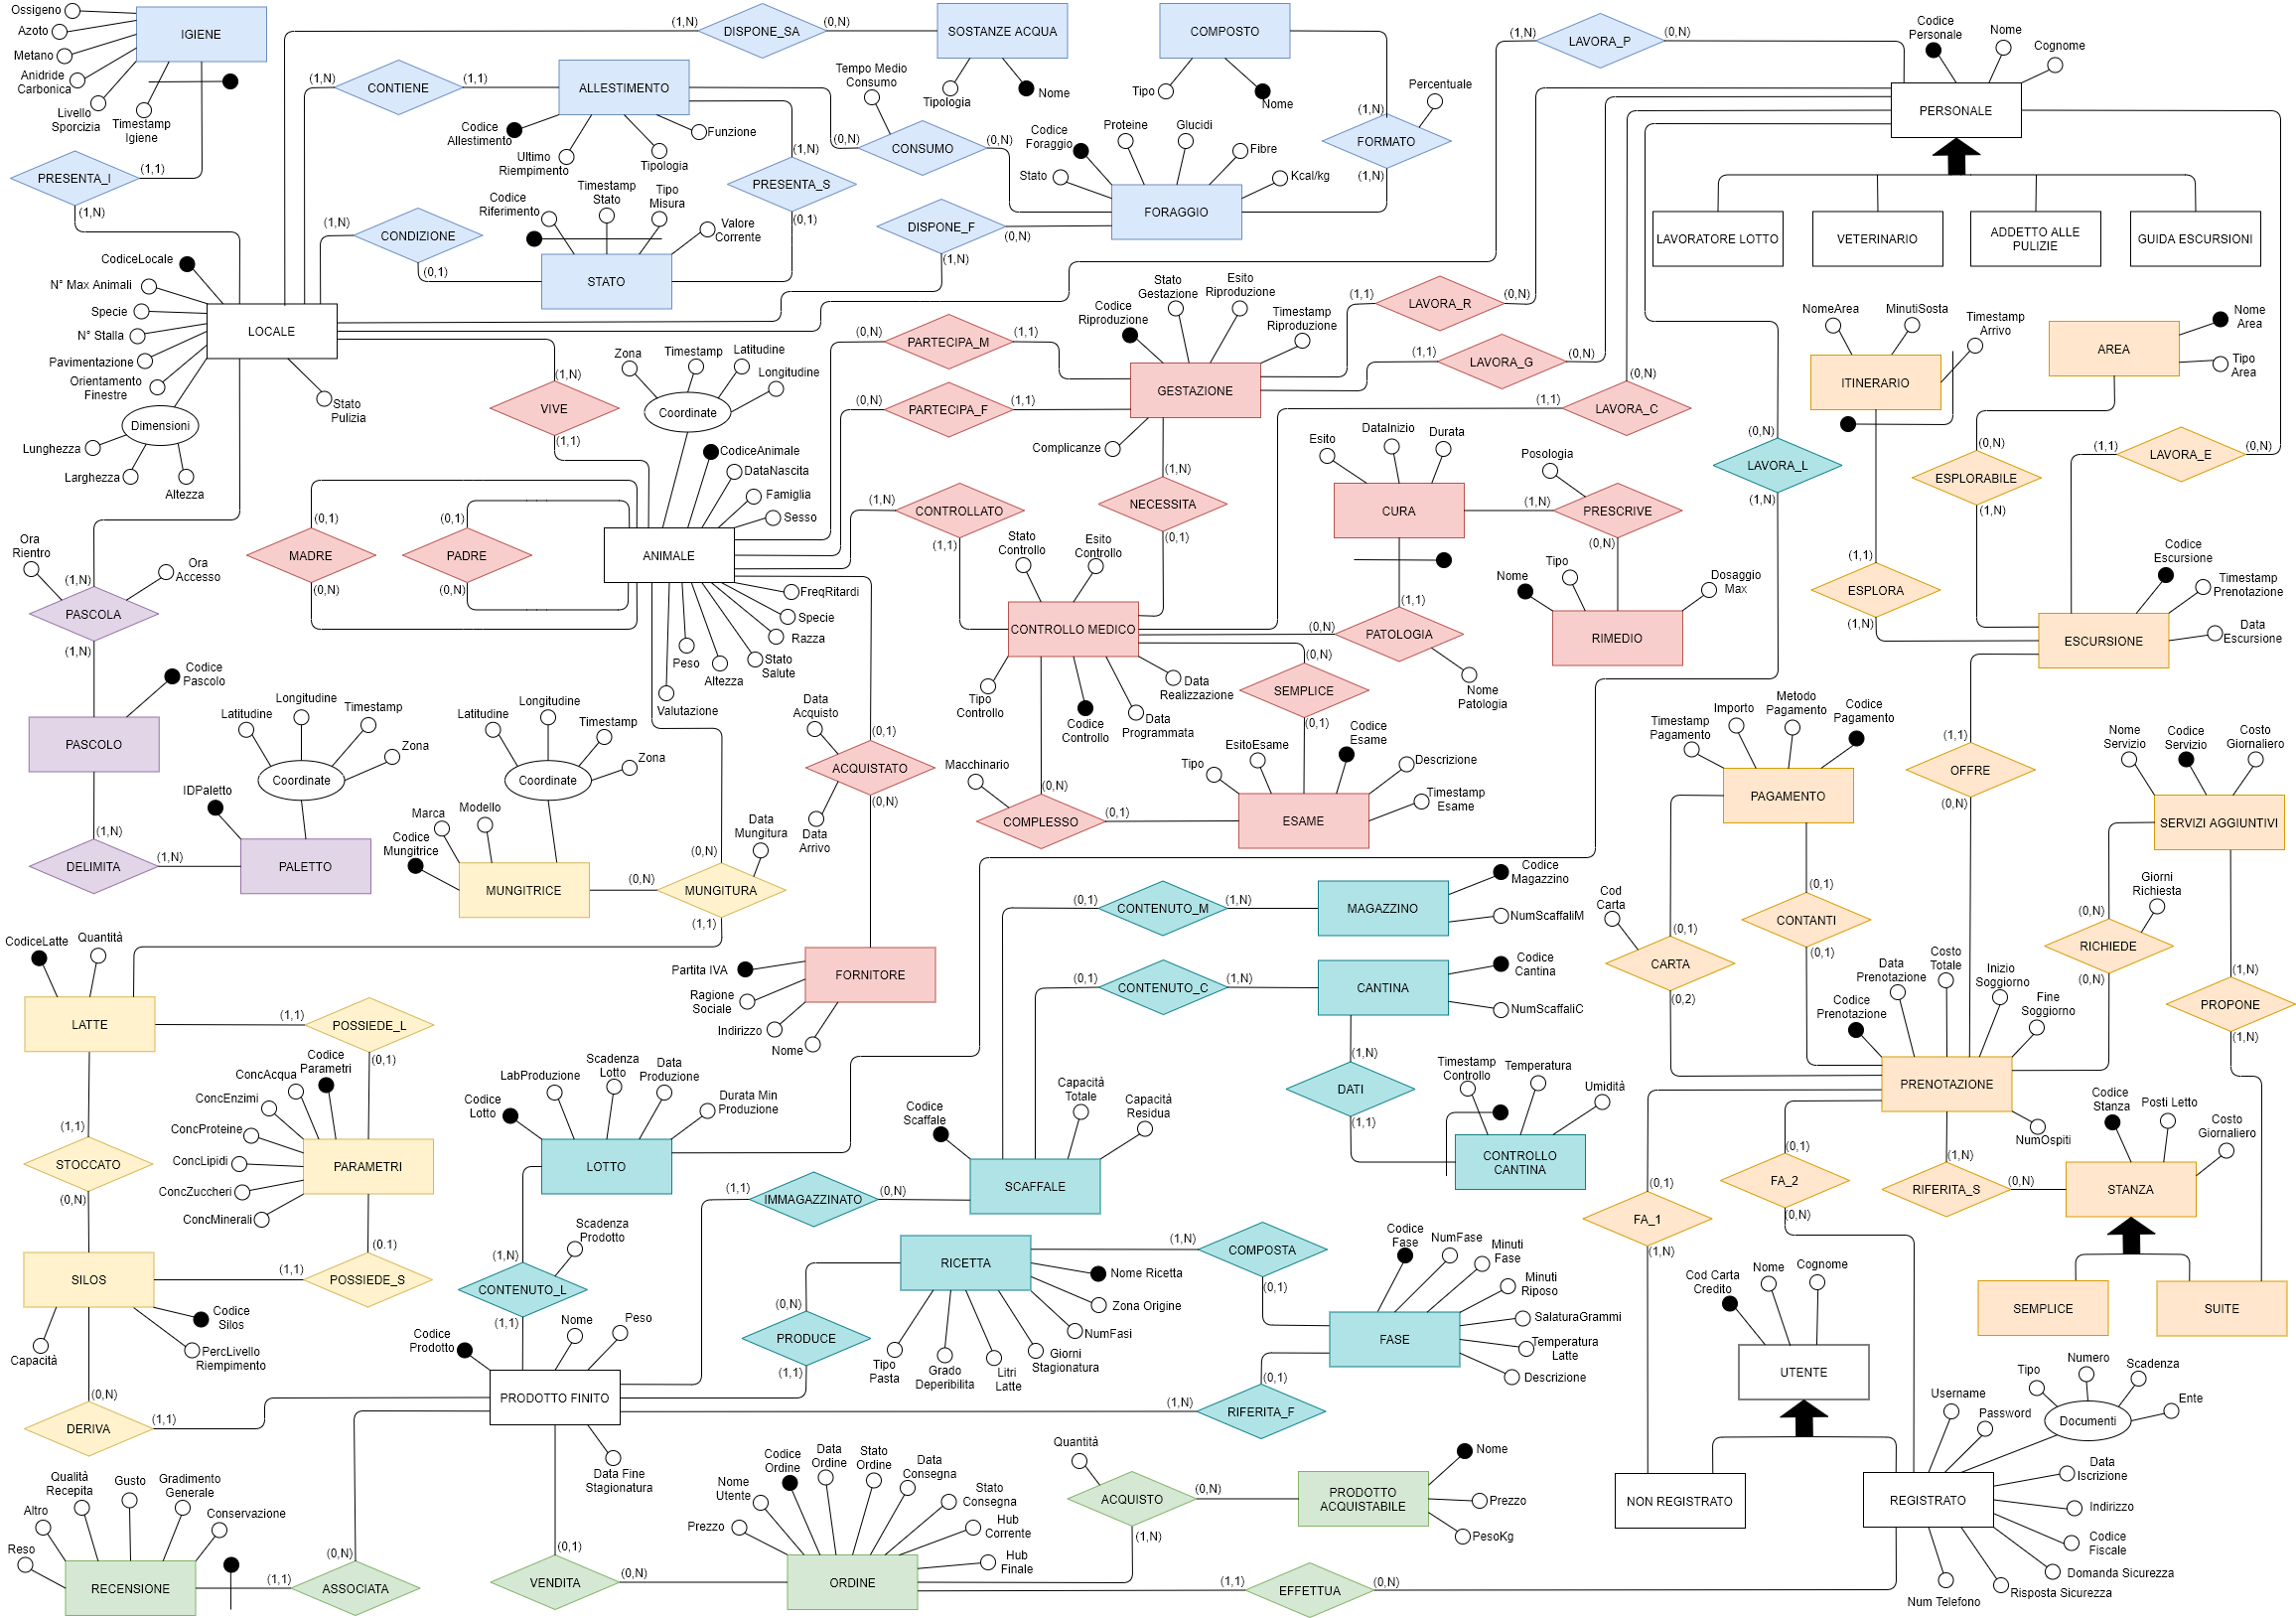 Ossigeno
Azoto
Metano
Anidride
Carbonica
Livello
Sporcizia
Timestamp
Igiene
IGIENE
PRESENTA_I
(1,1)
(1,N)
(1,N)
DISPONE_SA
(0,N)
SOSTANZE ACQUA
Tipologia
Nome
COMPOSTO
Tipo
Nome
(1,N)
CONTIENE
(1,1)
ALLESTIMENTO
Codice
Allestimento
Ultimo
Riempimento
Tipologia
Funzione
Tempo Medio
Consumo
(0,N)
CONSUMO
(0,N)
(1,N)
PRESENTA_S
(0,1)
Codice
Foraggio
Proteine
Glucidi
Fibre
Kcal/kg
Stato
FORAGGIO
Percentuale
(1,N)
FORMATO
(1,N)
(1,N)
CONDIZIONE
(0,1)
Codice
Riferimento
Timestamp
Stato
Tipo
Misura
Valore
Corrente
STATO
DISPONE_F
(0,N)
(1,N)
(1,N)
LAVORA_P
(0,N)
Codice
Personale
Nome
Cognome
PERSONALE
LAVORATORE LOTTO
VETERINARIO
ADDETTO ALLE
PULIZIE
GUIDA ESCURSIONI
CodiceLocale
N° Max Animali
Specie
N° Stalla
Pavimentazione
Orientamento
Finestre
Dimensioni
Lunghezza
Larghezza
Altezza
LOCALE
Stato
Pulizia
(1,N)
VIVE
(1,1)
Zona
Timestamp
Latitudine
Longitudine
Coordinate
(0,N)
PARTECIPA_M
(1,1)
(0,N)
PARTECIPA_F
(1,1)
Codice
Riproduzione
Stato
Gestazione
Esito
Riproduzione
Timestamp
Riproduzione
GESTAZIONE
Complicanze
(1,1)
LAVORA_R
(0,N)
(1,1)
LAVORA_G
(0,N)
(0,N)
(1,1)
LAVORA_C
(1,N)
NECESSITA
(0,1)
(0,N)
LAVORA_L
(1,N)
NomeArea
MinutiSosta
Timestamp
Arrivo
ITINERARIO
AREA
Nome
Area
Tipo
Area
(0,N)
ESPLORABILE
(1,N)
(1,1)
LAVORA_E
(0,N)
(1,1)
ESPLORA
(1,N)
Codice
Escursione
Timestamp
Prenotazione
Data
Escursione
ESCURSIONE
CodiceAnimale
DataNascita
Famiglia
Sesso
ANIMALE
FreqRitardi
Specie
Razza
Stato
Salute
Altezza
Peso
Valutazione
(0,1)
MADRE
(0,N)
(0,1)
PADRE
(0,N)
(1,N)
CONTROLLATO
(1,1)
Stato
Controllo
Esito
Controllo
CONTROLLO MEDICO
Tipo
Controllo
Codice
Controllo
Data
Programmata
Data
Realizzazione
Esito
DataInizio
Durata
CURA
(1,N)
Posologia
PRESCRIVE
(0,N)
Nome
Tipo
Dosaggio
Max
RIMEDIO
(1,1)
(0,N)
PATOLOGIA
Nome
Patologia
(0,N)
SEMPLICE
(0,1)
(0,N)
COMPLESSO
(0,1)
Macchinario
Tipo
EsitoEsame
Codice
Esame
Descrizione
Timestamp
Esame
ESAME
Ora
Rientro
Ora
Accesso
(1,N)
PASCOLA
(1,N)
Codice
Pascolo
PASCOLO
(1,N)
DELIMITA
(1,N)
IDPaletto
Latitudine
Longitudine
Timestamp
Zona
Coordinate
PALETTO
Latitudine
Longitudine
Timestamp
Zona
Coordinate
Marca
Modello
Codice
Mungitrice
MUNGITRICE
(0,N)
Data
Mungitura
(0,N)
MUNGITURA
(1,1)
Data
Acquisto
(0,1)
ACQUISTATO
(0,N)
Data
Arrivo
Partita IVA
Ragione
Sociale
Indirizzo
Nome
FORNITORE
CodiceLatte
Quantità
LATTE
(1,1)
POSSIEDE_L
(0,1)
(1,1)
STOCCATO
(0,N)
Codice
Parametri
ConcAcqua
ConcEnzimi
ConcProteine
ConcLipidi
ConcZuccheri
ConcMinerali
PARAMETRI
(0.1)
POSSIEDE_S
(1,1)
SILOS
Codice
Silos
PercLivello
Riempimento
Capacità
(0,N)
DERIVA
(1,1)
Codice
Lotto
LabProduzione
Scadenza
Lotto
Data
Produzione
Durata Min
Produzione
LOTTO
(1,N)
CONTENUTO_L
(1,1)
Scadenza
Prodotto
Codice
Prodotto
Nome
Peso
PRODOTTO FINITO
Data Fine
Stagionatura
(0,1)
CONTENUTO_M
(1,N)
MAGAZZINO
Codice
Magazzino
NumScaffaliM
(0,1)
CONTENUTO_C
(1,N)
CANTINA
Codice
Cantina
NumScaffaliC
(1,N)
DATI
(1,1)
Timestamp
Controllo
Temperatura
Umidità
CONTROLLO
CANTINA
Codice
Scaffale
Capacità
Totale
Capacità
Residua
SCAFFALE
(1,1)
IMMAGAZZINATO
(0,N)
RICETTA
Nome Ricetta
Zona Origine
NumFasi
Giorni
Stagionatura
Litri
Latte
Grado
Deperibilita
Tipo
Pasta
(0,N)
PRODUCE
(1,1)
(1,N)
COMPOSTA
(0,1)
Codice
Fase
NumFase
Minuti
Fase
Minuti
Riposo
SalaturaGrammi
Temperatura
Latte
Descrizione
FASE
(0,1)
RIFERITA_F
(1,N)
(1,1)
OFFRE
(0,N)
Timestamp
Pagamento
Importo
Metodo
Pagamento
Codice
Pagamento
PAGAMENTO
Nome
Servizio
Codice
Servizio
Costo
Giornaliero
SERVIZI AGGIUNTIVI
Cod
Carta
(0,1)
CARTA
(0,2)
(0,1)
CONTANTI
(0,1)
Giorni
Richiesta
(0,N)
RICHIEDE
(0,N)
(1,N)
PROPONE
(1,N)
Codice
Prenotazione
Data
Prenotazione
Costo
Totale
Inizio
Soggiorno
Fine
Soggiorno
PRENOTAZIONE
NumOspiti
(0,1)
FA_1
(1,N)
(0,1)
FA_2
(0,N)
(1,N)
RIFERITA_S
(0,N)
Codice
Stanza
Posti Letto
Costo
Giornaliero
STANZA
SEMPLICE
SUITE
Cod Carta
Credito
Nome
Cognome
UTENTE
NON REGISTRATO
REGISTRATO
Username
Password
Tipo
Numero
Scadenza
Ente
Documenti
Data
Iscrizione
Indirizzo
Codice
Fiscale
Domanda Sicurezza
Risposta Sicurezza
Num Telefono
Reso
Altro
Qualità
Recepita
Gusto
Gradimento
Generale
Conservazione
RECENSIONE
(1,1)
ASSOCIATA
(0,N)
(0,1)
VENDITA
(0,N)
Prezzo
Nome
Utente
Codice
Ordine
Data
Ordine
Stato
Ordine
Data
Consegna
Stato
Consegna
Hub
Corrente
Hub
Finale
ORDINE
Quantità
ACQUISTO
(0,N)
(1,N)
PRODOTTO
ACQUISTABILE
Nome
Prezzo
PesoKg
(1,1)
EFFETTUA
(0,N)